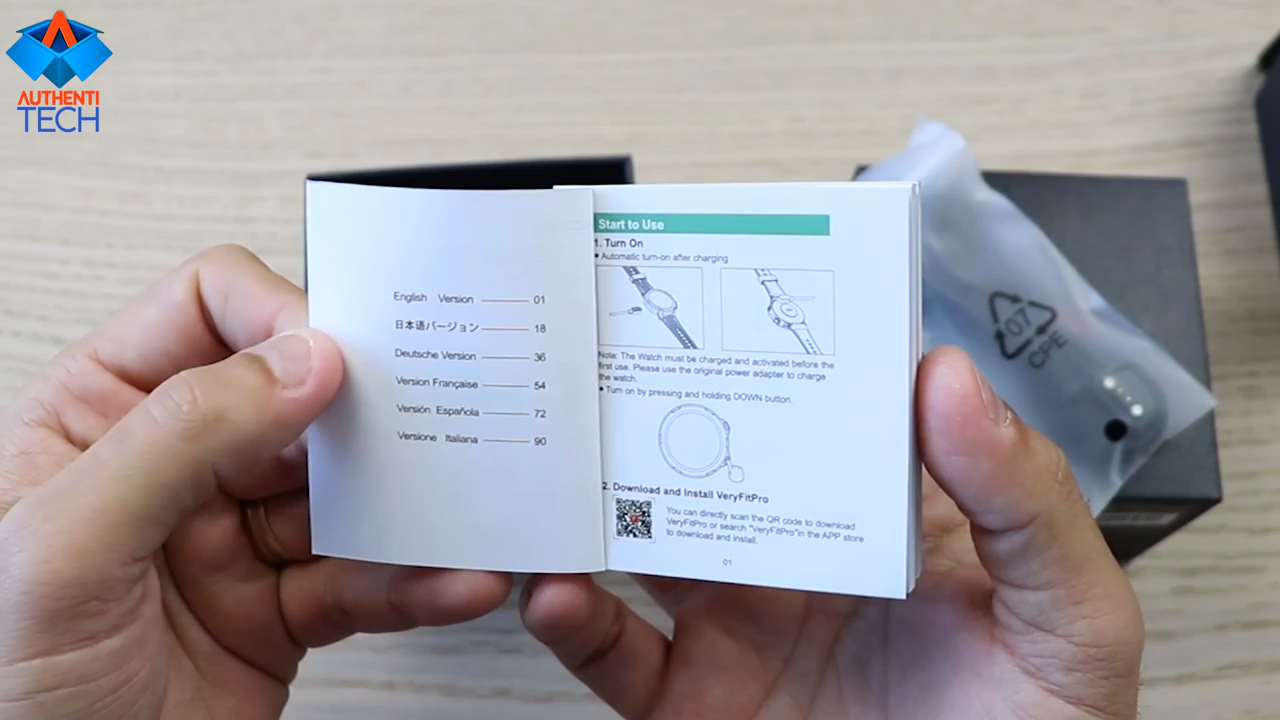 AUTHENTI
TECH
English Version 01
日本语バージョン 18
Deutsche Version 36
Version Française 54
Versión Española 72
Versione Italiana 90
Start to Use
1. Turn On
• Automatic turn-on after charging
Note: The Watch must be charged and activated before the
first use. Please use the original power adapter to charge
the watch.
• Turn on by pressing and holding DOWN button.
2. Download and Install VeryFitPro
You can directly scan the QR code to download
VeryFitPro or search "VeryFitPro"in the APP store
to download and install.
01
07
CPE